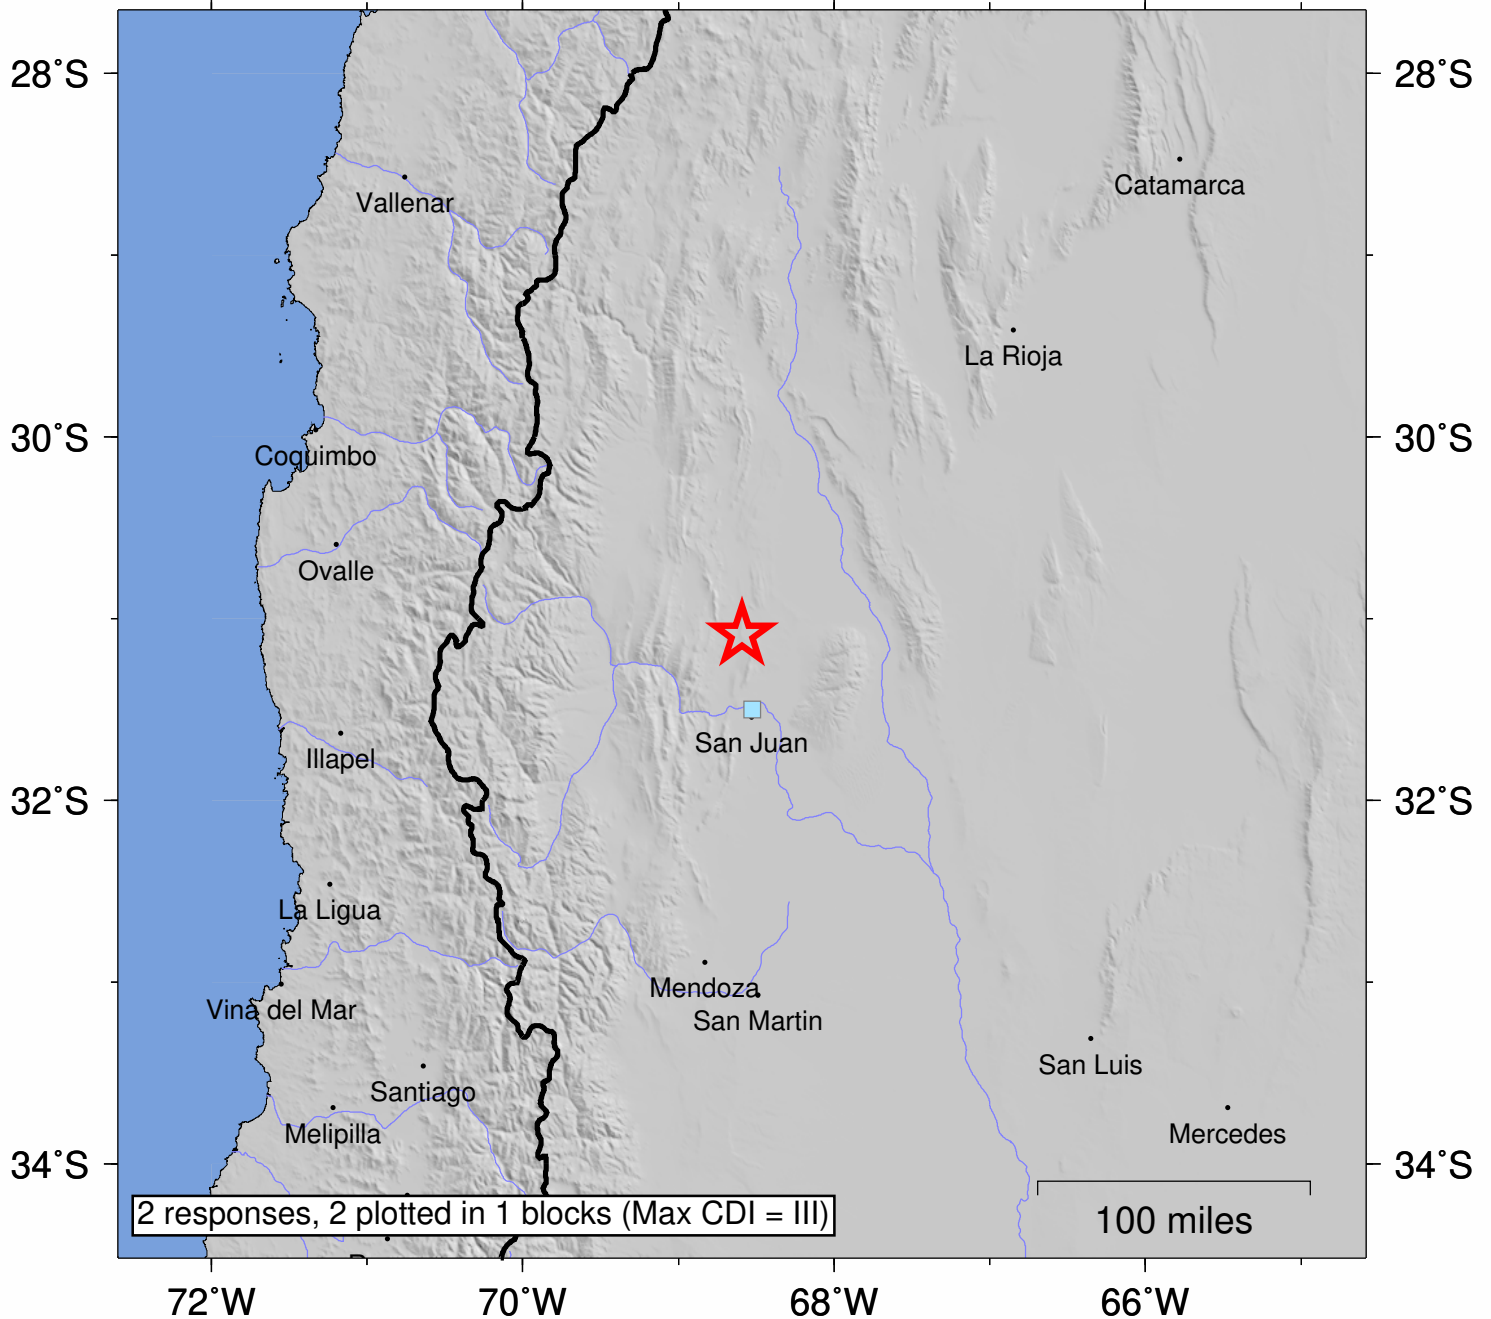 28°S 28°S
Catamarca
Vallenar
La Rioja
30°S 30°S
Coquimbo
Ovalle
San Juan
Illapel
32°S 32°S
La Ligua
Mendoza
Vina del Mar
San Martin
San Luis
Santiago
Melipilla
Mercedes
34°S 34°S
2 responses, 2 plotted in 1 blocks (Max CDI = III)
100 miles
72°W 70°W 68°W 66°W